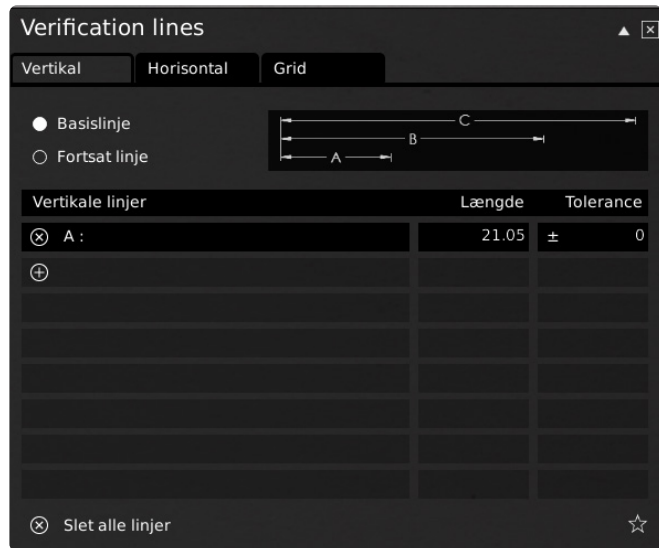 Verification lines
Vertikal Horisontal Grid
Basislinje
Fortsat linje
C
B
A
Vertikale linjer Længde Tolerance
A : 21.05 ± 0
Slet alle linjer